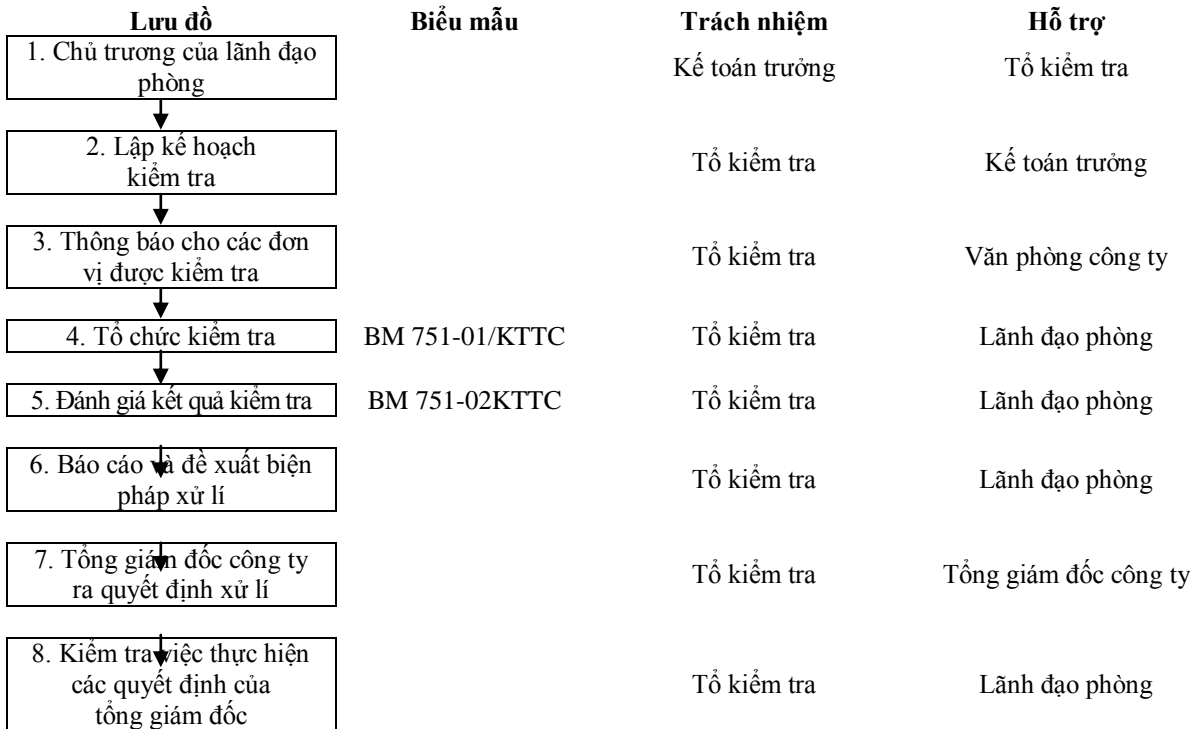 Lưu đồ Biểu mẫu Trách nhiệm Hỗ trợ
1. Chủ trương của lãnh đạo
phòng
Kế toán trưởng Tổ kiểm tra
2. Lập kế hoạch
kiểm tra
Tổ kiểm tra Kế toán trưởng
3. Thông báo cho các đơn
vị được kiểm tra
Tổ kiểm tra Văn phòng công ty
4. Tổ chức kiểm tra BM 751-01/KTTC Tổ kiểm tra Lãnh đạo phòng
5. Đánh giá kết quả kiểm tra BM 751-02KTTC Tổ kiểm tra Lãnh đạo phòng
6. Báo cáo và đề xuất biện
pháp xử lí
Tổ kiểm tra Lãnh đạo phòng
7. Tổng giám đốc công ty
ra quyết định xử lí
Tổ kiểm tra Tổng giám đốc công ty
8. Kiểm tra việc thực hiện
các quyết định của
tổng giám đốc
Tổ kiểm tra Lãnh đạo phòng